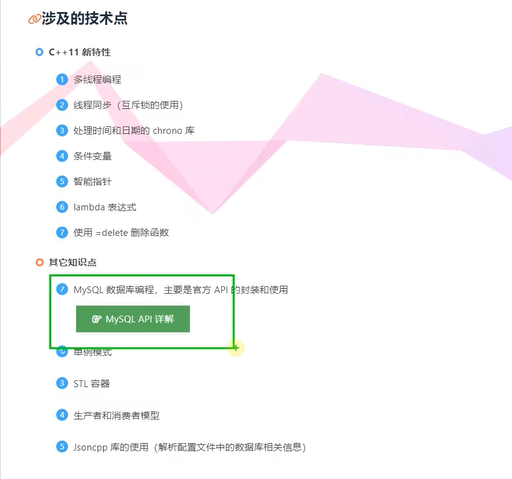 涉及的技术点
C++11 新特性
1 多线程编程
2 线程同步（互斥锁的使用）
3 处理时间和日期的 chrono 库
4 条件变量
5 智能指针
6 lambda 表达式
7 使用 =delete 删除函数
其它知识点
MySQL 数据库编程，主要是官方 API 的封装和使用
MySQL API 详解
单例模式
3 STL 容器
4 生产者和消费者模型
5 Jsoncpp 库的使用（解析配置文件中的数据库相关信息）